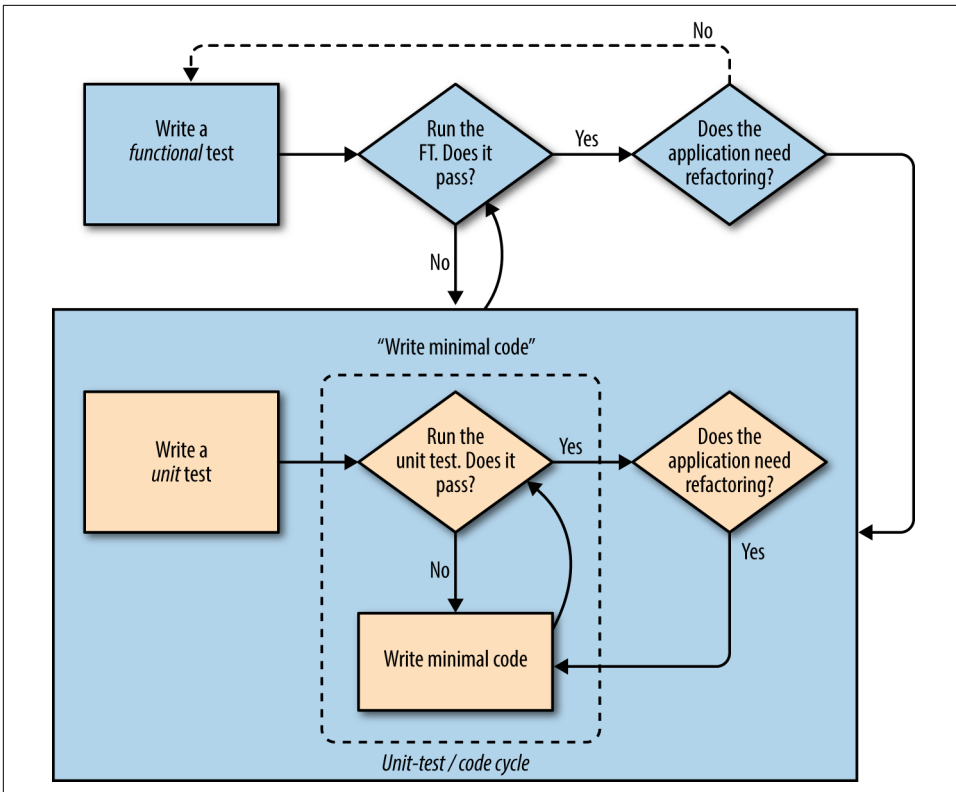 No
Write a
functional test
Run the
FT. Does it
pass?
Yes
Does the
application need
refactoring?
No
“Write minimal code”
Write a
unit test
Run the
unit test. Does it
pass?
Yes
Does the
application need
refactoring?
No
Yes
Write minimal code
Unit-test / code cycle